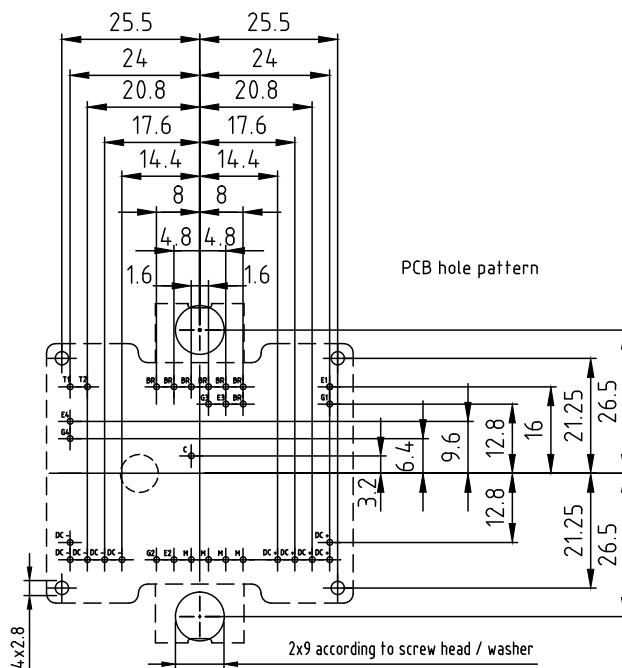 25.5 25.5
24 24
20.8 20.8
17.6 17.6
14.4 14.4
8 8
4.8 4.8
1.6 1.6
PCB hole pattern
T1 T2 BR BR BR BR BR BR E1
G3 E3 BR G1
E4
G4
C
3.2
6.4
9.6
12.8
16
21.25
26.5
12.8
21.25
26.5
DC - DC +
DC - DC - DC - DC - G2 E2 M M M M DC + DC + DC + DC +
4x2.8
2x9 according to screw head / washer